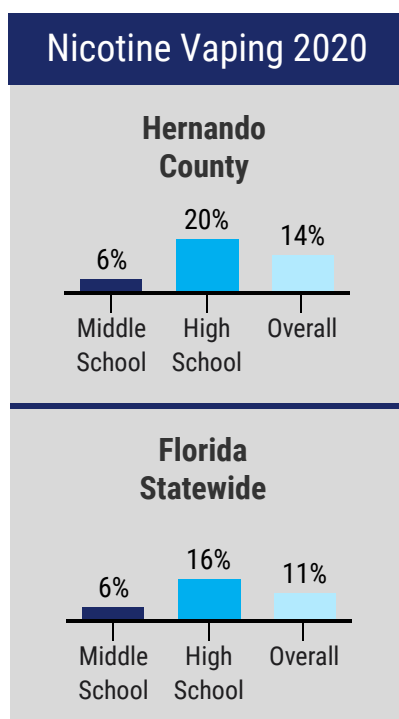 Nicotine Vaping 2020
Hernando
County
6%
20%
14%
Middle
School
High
School
Overall
Florida
Statewide
6%
16%
11%
Middle
School
High
School
Overall